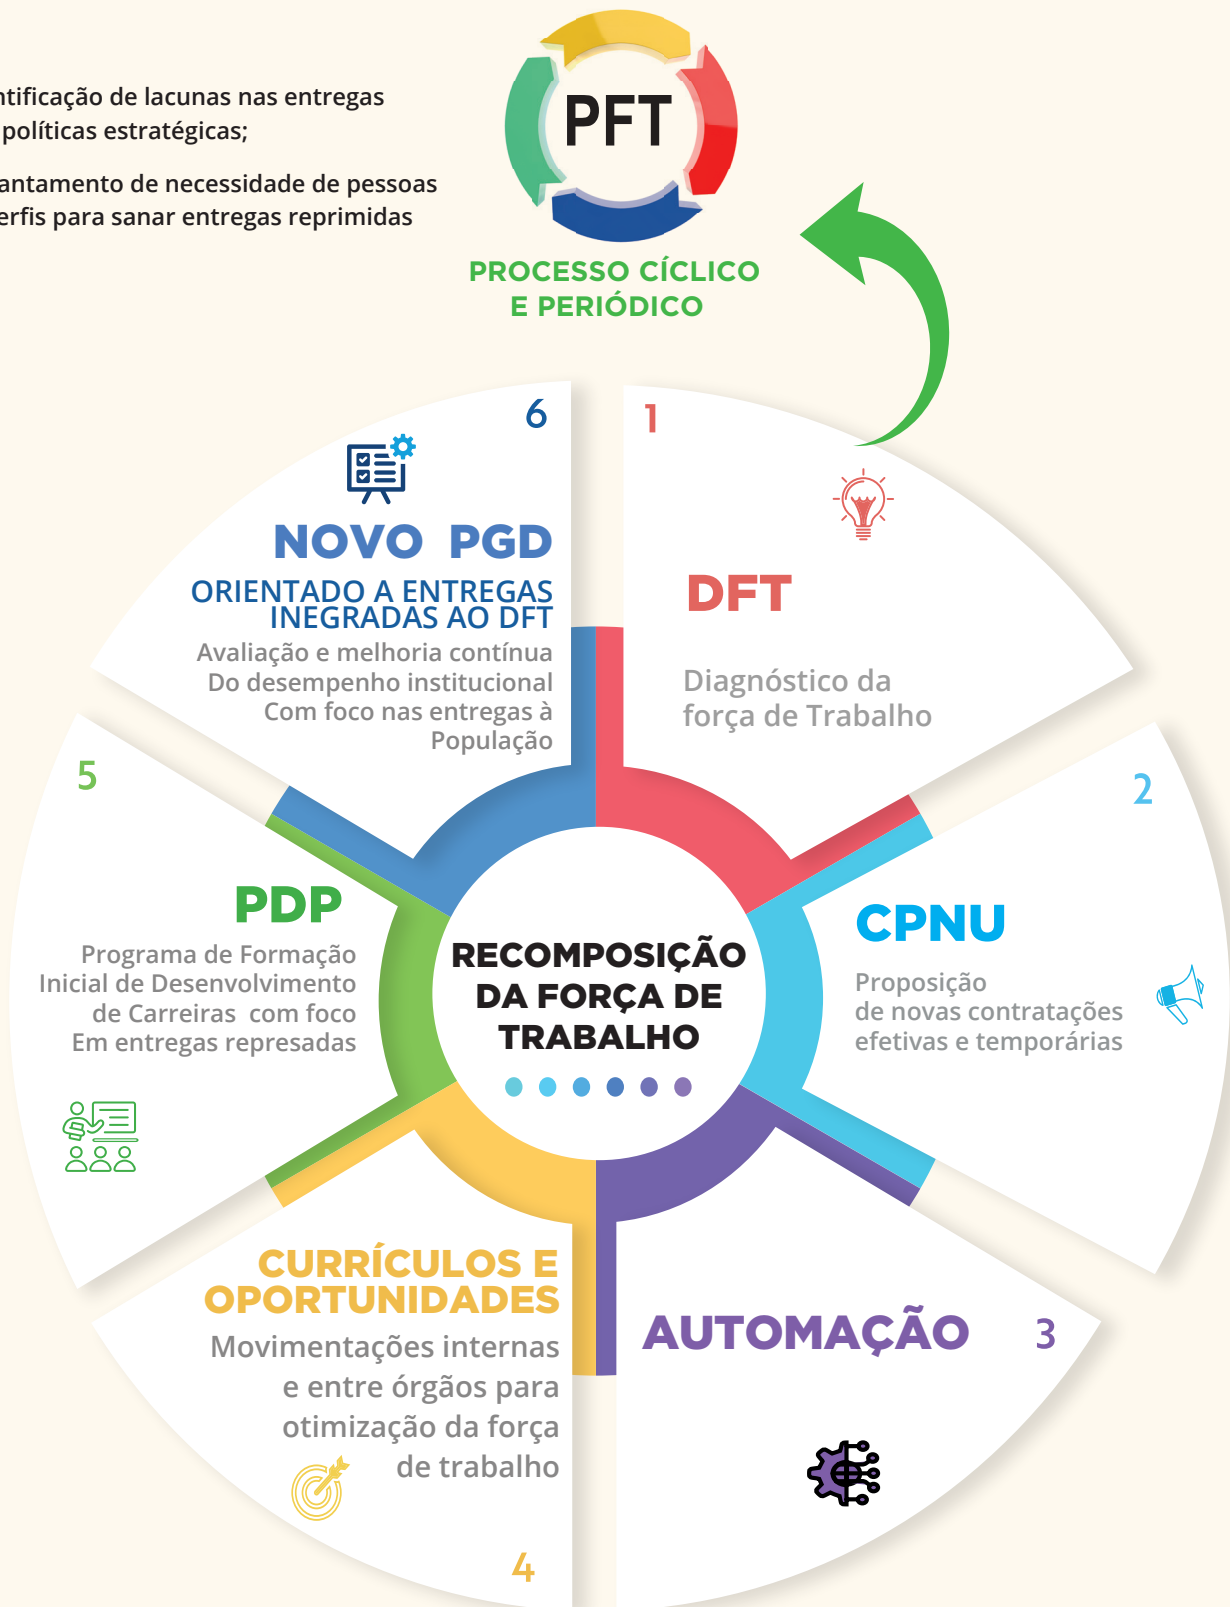 ntificação de lacunas nas entregas
políticas estratégicas;
antamento de necessidade de pessoas
erfis para sanar entregas reprimidas
PFT
PROCESSO CÍCLICO
E PERIÓDICO
1
DFT
Diagnóstico da
força de Trabalho
2
CPNU
Proposição
de novas contratações
efetivas e temporárias
3
AUTOMAÇÃO
4
CURRÍCULOS E
OPORTUNIDADES
Movimentações internas
e entre órgãos para
otimização da força
de trabalho
5
PDP
Programa de Formação
Inicial de Desenvolvimento
de Carreiras com foco
Em entregas represadas
6
NOVO PGD
ORIENTADO A ENTREGAS
INEGRADAS AO DFT
Avaliação e melhoria contínua
Do desempenho institucional
Com foco nas entregas à
População
RECOMPOSIÇÃO
DA FORÇA DE
TRABALHO